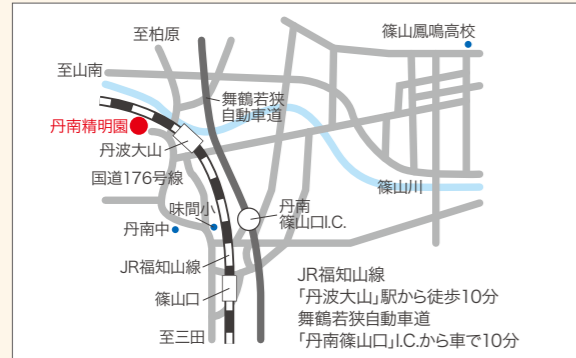 至柏原
篠山鳳鳴高校
至山南
舞鶴若狭
自動車道
丹南精明園
丹波大山
国道176号線
篠山川
味間小
丹南
篠山口I.C.
丹南中
JR福知山線
篠山口
至三田
JR福知山線
「丹波大山」駅から徒歩10分
舞鶴若狭自動車道
「丹南篠山口」I.C.から車で10分